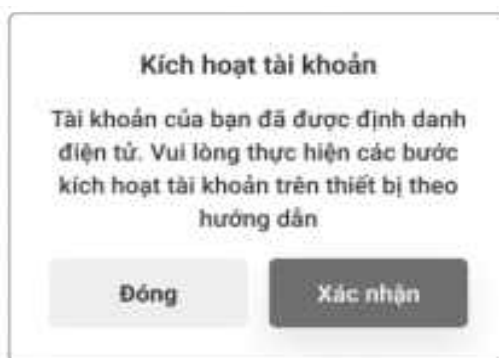 Kích hoạt tài khoản
Tài khoản của bạn đã được định danh
điện tử. Vui lòng thực hiện các bước
kích hoạt tài khoản trên thiết bị theo
hướng dẫn
Đóng
Xác nhận